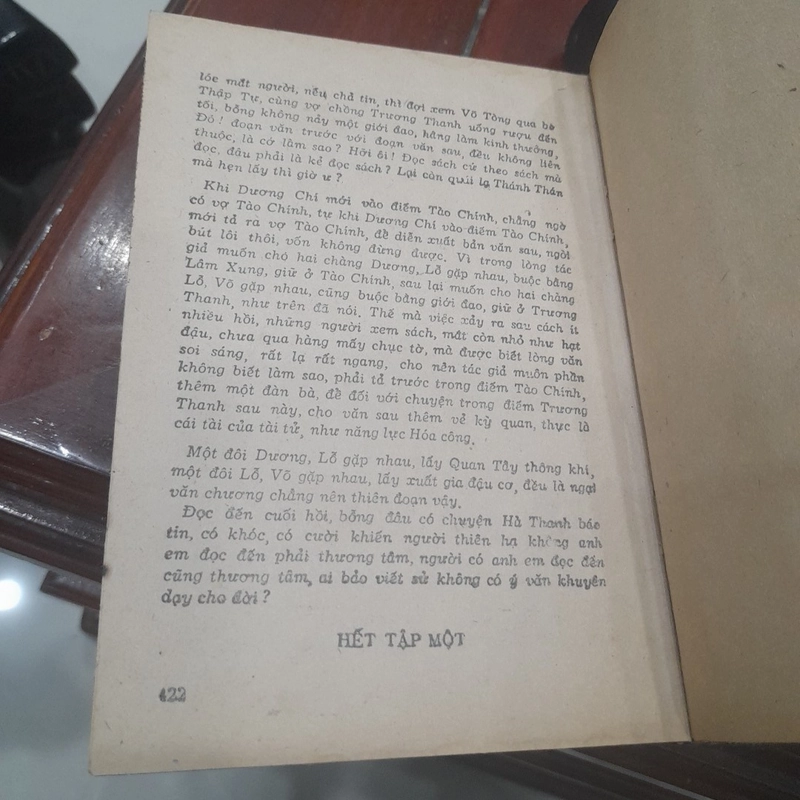 lóe mắt người, nếu chả tin, thì đợi xem Võ Tòng qua bờ
Thập Tự, cùng vợ chồng Trương Thanh uống rượu đến
tối, bỗng không nảy một giới đao, hằng làm kinh thưởng,
Đó! đoạn văn trước với đoạn văn sau, đều không liên
thuộc, là cớ làm sao? Hỡi ôi! Đọc sách cứ theo sách mà
đọc, đâu phải là kẻ đọc sách? Lại còn quái lạ Thánh Thán
mà hẹn lấy thì giờ ư?
Khi Dương Chí mới vào điếm Tào Chính, chẳng ngờ
có vợ Tào Chính, tự khi Dương Chí vào điếm Tào Chính,
mới tả ra vợ Tào Chính, để diễn xuất bản văn sau, ngòi
bút lôi thôi, vốn không đừng được. Vì trong lòng tác
giả muốn cho hai chàng Dương, Lỗ gặp nhau, buộc bằng
Lâm Xung, giữ ở Tào Chính, sau lại muốn cho hai chàng
Lỗ, Võ gặp nhau, cũng buộc bằng giới đao, giữ ở Trương
Thanh, như trên đã nói. Thế mà việc xảy ra sau cách ít
nhiều hồi, những người xem sách, mắt còn nhỏ như hạt
đậu, chưa qua hàng mấy chục tờ, mà được biết lòng văn
soi sáng, rất lạ rất ngang, cho nên tác giả muôn phần
không biết làm sao, phải tả trước trong điếm Tào Chính,
thêm một đàn bà, để đối với chuyện trong điếm Trương
Thanh sau này, cho văn sau thêm vẻ kỳ quan, thực là
cái tài của tài tử, như năng lực Hóa công.
Một đôi Dương, Lỗ gặp nhau, lấy Quan Tây thông khí,
một đôi Lỗ, Võ gặp nhau, lấy xuất gia đậu cơ, đều là ngoại
văn chương chẳng nên thiên đoạn vậy.
Đọc đến cuối hồi, bỗng đâu có chuyện Hà Thanh báo
tin, có khóc, có cười khiến người thiên hạ không anh
em đọc đến phải thương tâm, người có anh em đọc đến
cũng thương tâm, ai bảo viết sử không có ý văn khuyên
dạy cho đời?
HẾT TẬP MỘT
422